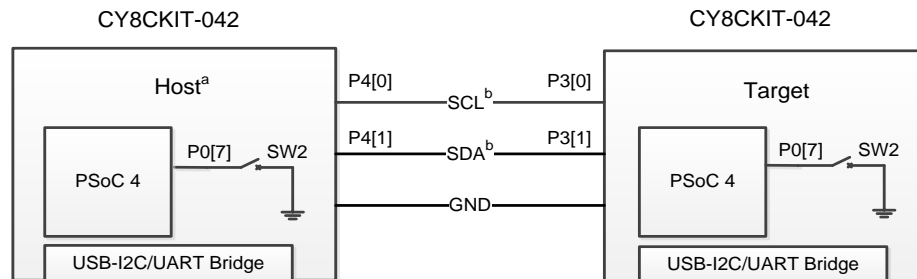 CY8CKIT-042
CY8CKIT-042
Host^a
P4[0]
SCL^b
P3[0]
Target
P4[1]
SDA^b
P3[1]
PSoC 4
P0[7]
SW2
GND
PSoC 4
P0[7]
SW2
USB-I2C/UART Bridge
USB-I2C/UART Bridge